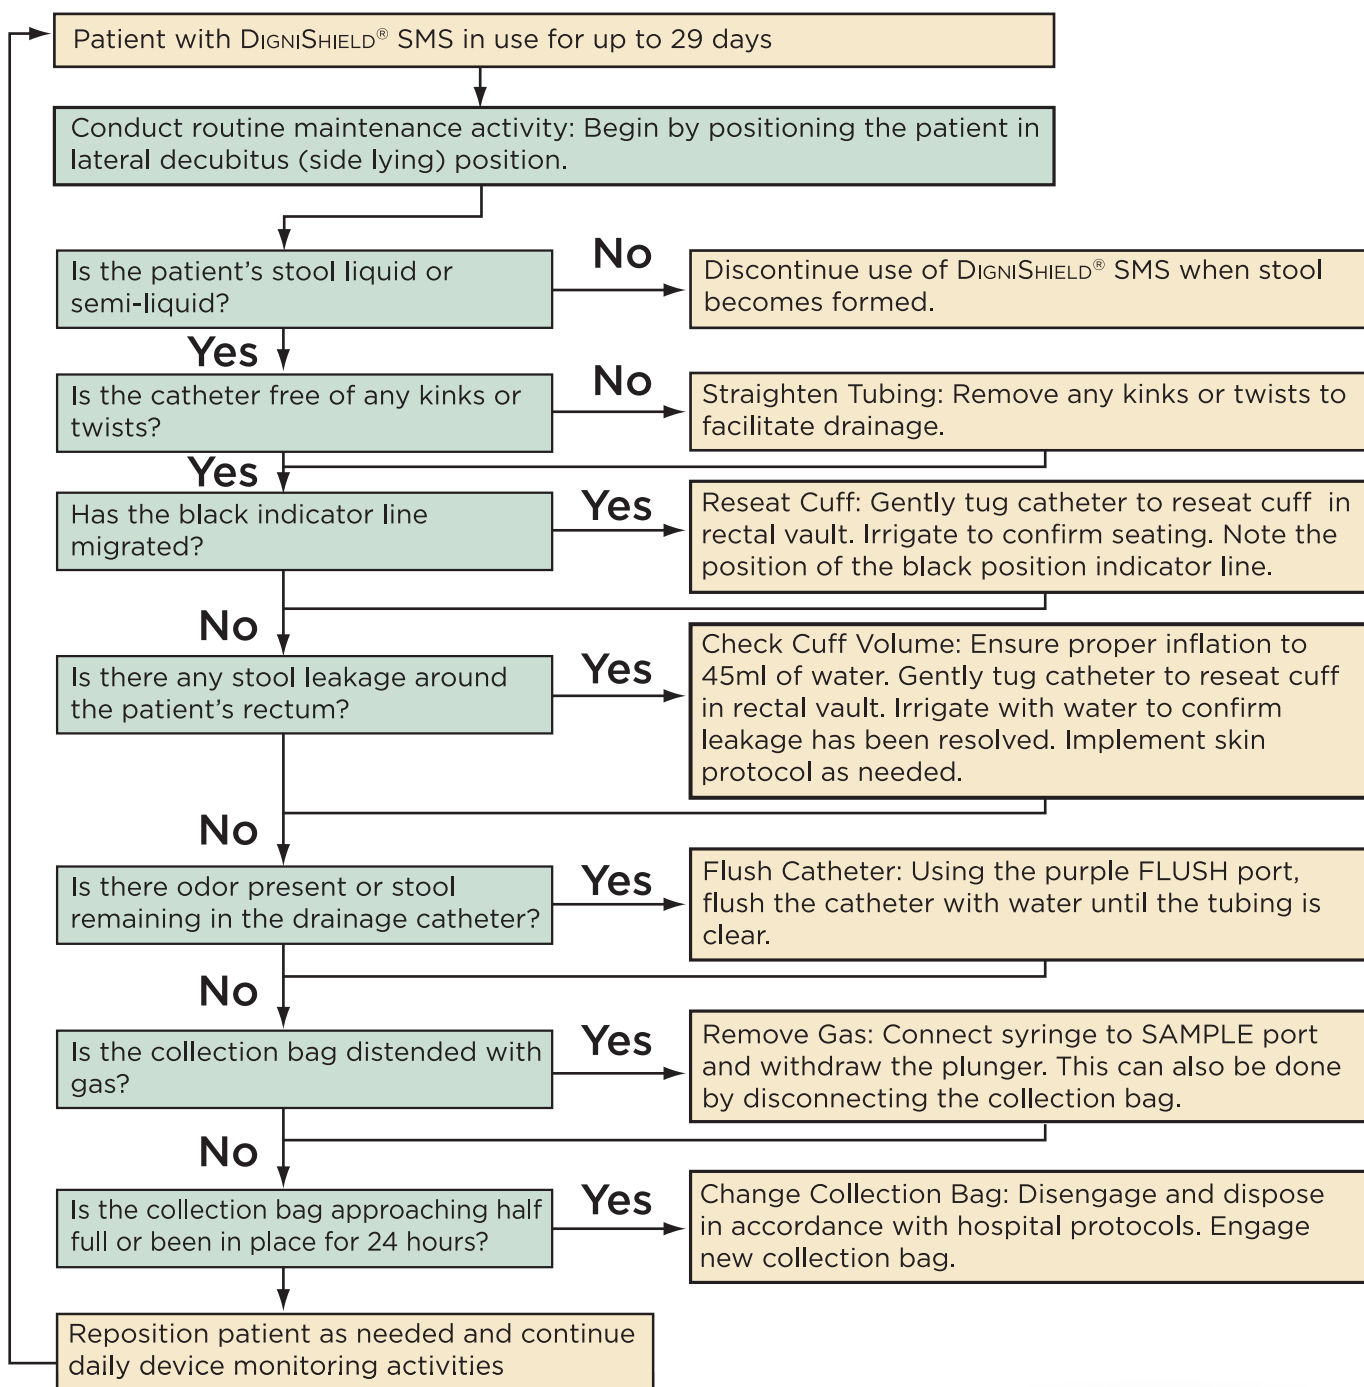 Patient with DIGNISHIELD® SMS in use for up to 29 days
Conduct routine maintenance activity: Begin by positioning the patient in
lateral decubitus (side lying) position.
Is the patient's stool liquid or
semi-liquid?
No
Discontinue use of DIGNISHIELD® SMS when stool
becomes formed.
Yes
Is the catheter free of any kinks or
twists?
No
Straighten Tubing: Remove any kinks or twists to
facilitate drainage.
Yes
Has the black indicator line
migrated?
Yes
Reseat Cuff: Gently tug catheter to reseat cuff in
rectal vault. Irrigate to confirm seating. Note the
position of the black position indicator line.
No
Is there any stool leakage around
the patient's rectum?
Yes
Check Cuff Volume: Ensure proper inflation to
45ml of water. Gently tug catheter to reseat cuff
in rectal vault. Irrigate with water to confirm
leakage has been resolved. Implement skin
protocol as needed.
No
Is there odor present or stool
remaining in the drainage catheter?
Yes
Flush Catheter: Using the purple FLUSH port,
flush the catheter with water until the tubing is
clear.
No
Is the collection bag distended with
gas?
Yes
Remove Gas: Connect syringe to SAMPLE port
and withdraw the plunger. This can also be done
by disconnecting the collection bag.
No
Is the collection bag approaching half
full or been in place for 24 hours?
Yes
Change Collection Bag: Disengage and dispose
in accordance with hospital protocols. Engage
new collection bag.
Reposition patient as needed and continue
daily device monitoring activities